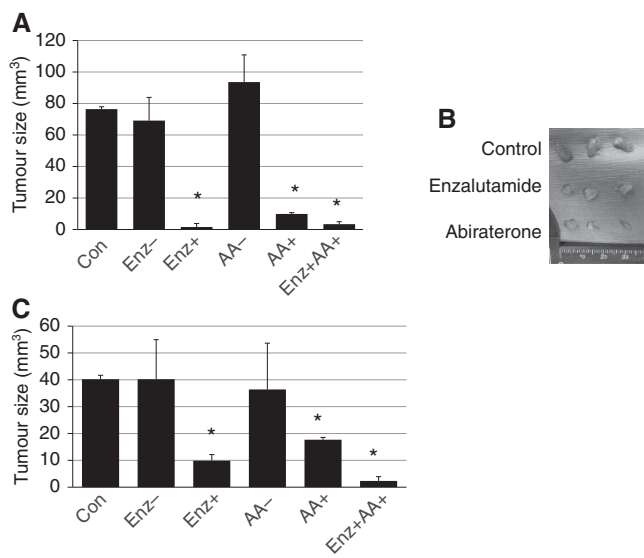 A
Tumour size (mm³)
120
100
80
60
40
20
0
*
*
*
Con
Enz–
Enz+
AA–
AA+
Enz+AA+
B
Control
Enzalutamide
Abiraterone
C
Tumour size (mm³)
60
50
40
30
20
10
0
*
*
*
Con
Enz–
Enz+
AA–
AA+
Enz+AA+